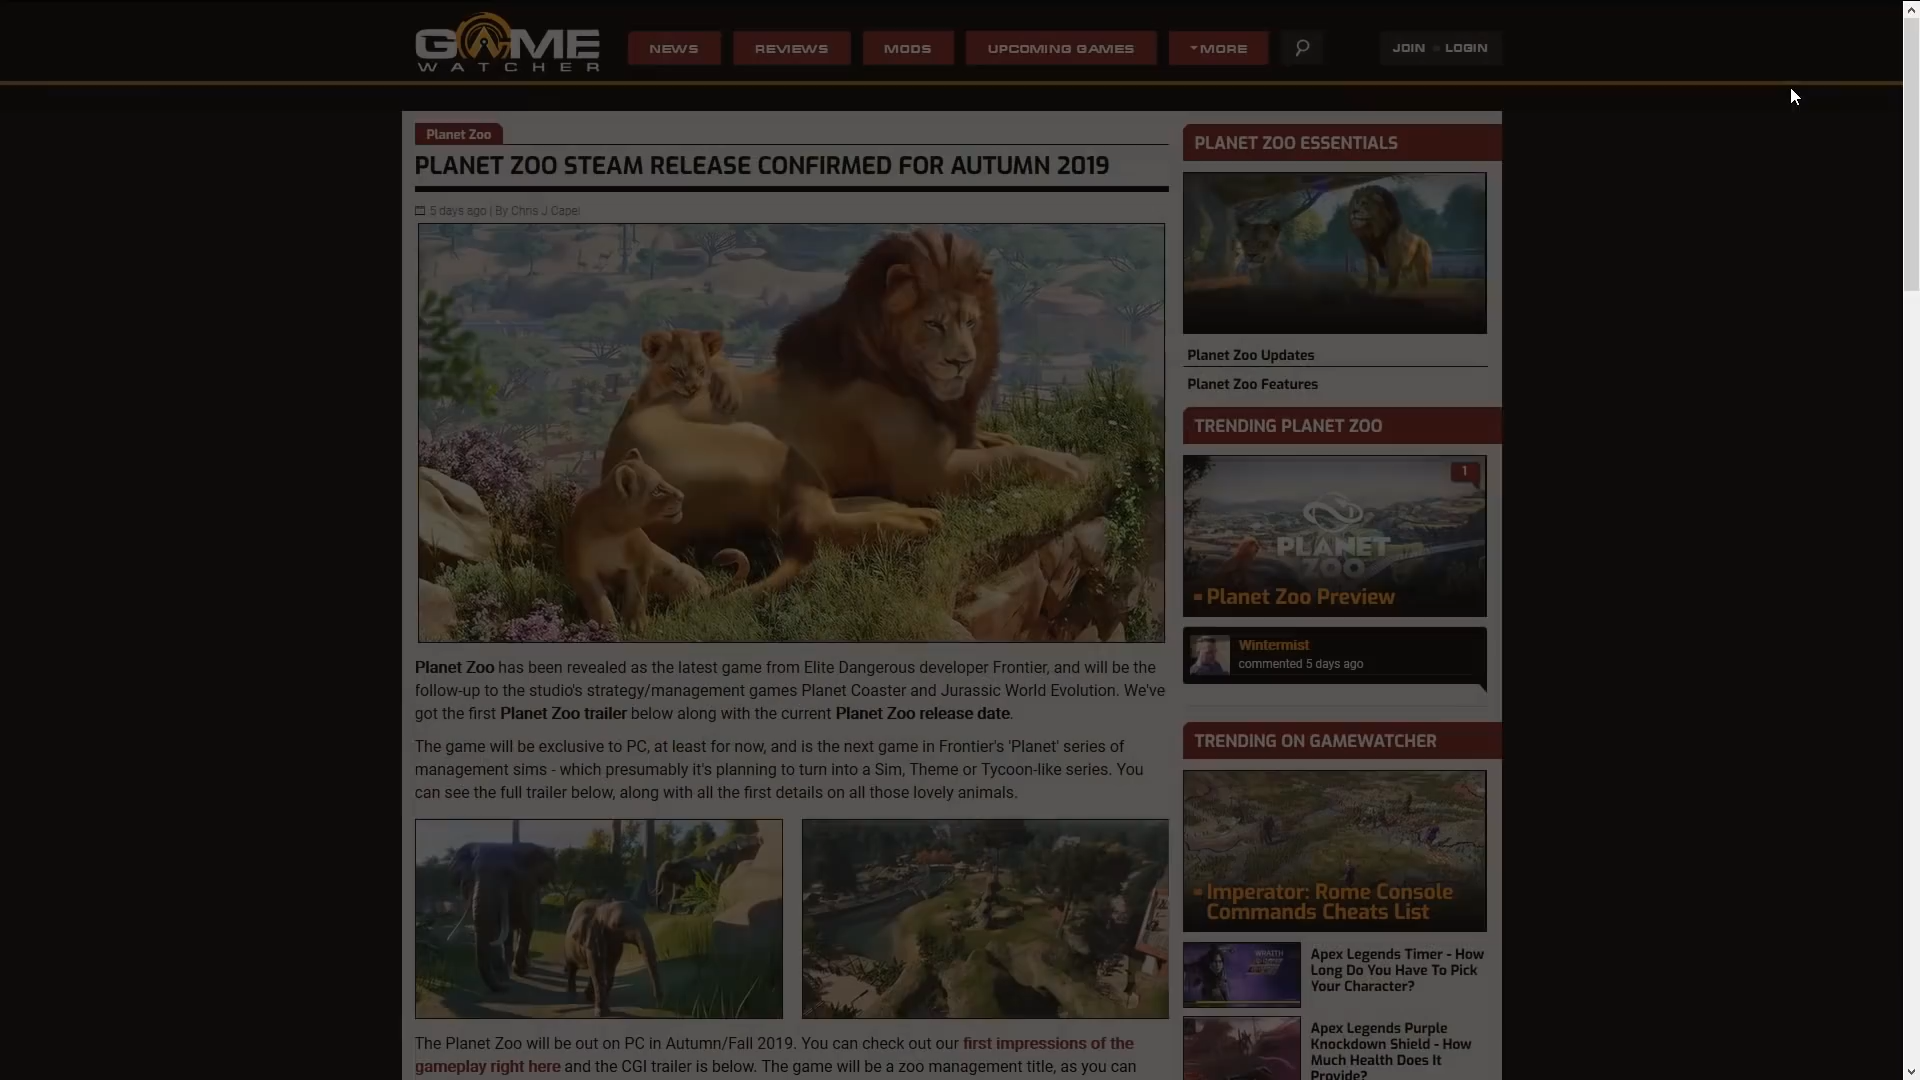 GAME
WATCHER
NEWS
REVIEWS
MODS
UPCOMING GAMES
MORE
JOIN
LOGIN
Planet Zoo
PLANET ZOO STEAM RELEASE CONFIRMED FOR AUTUMN 2019
5 days ago | By Chris J Capel
Planet Zoo has been revealed as the latest game from Elite Dangerous developer Frontier, and will be the
follow-up to the studio's strategy/management games Planet Coaster and Jurassic World Evolution. We've
got the first Planet Zoo trailer below along with the current Planet Zoo release date.
The game will be exclusive to PC, at least for now, and is the next game in Frontier's 'Planet' series of
management sims - which presumably it's planning to turn into a Sim, Theme or Tycoon-like series. You
can see the full trailer below, along with all the first details on all those lovely animals.
The Planet Zoo will be out on PC in Autumn/Fall 2019. You can check out our first impressions of the
gameplay right here and the CGI trailer is below. The game will be a zoo management title, as you can
PLANET ZOO ESSENTIALS
Planet Zoo Updates
Planet Zoo Features
TRENDING PLANET ZOO
1
PLANET
ZOO
Planet Zoo Preview
Wintermist
commented 5 days ago
TRENDING ON GAMEWATCHER
Imperator: Rome Console
Commands Cheats List
WRAITH
Apex Legends Timer - How
Long Do You Have To Pick
Your Character?
Apex Legends Purple
Knockdown Shield - How
Much Health Does It
Provide?